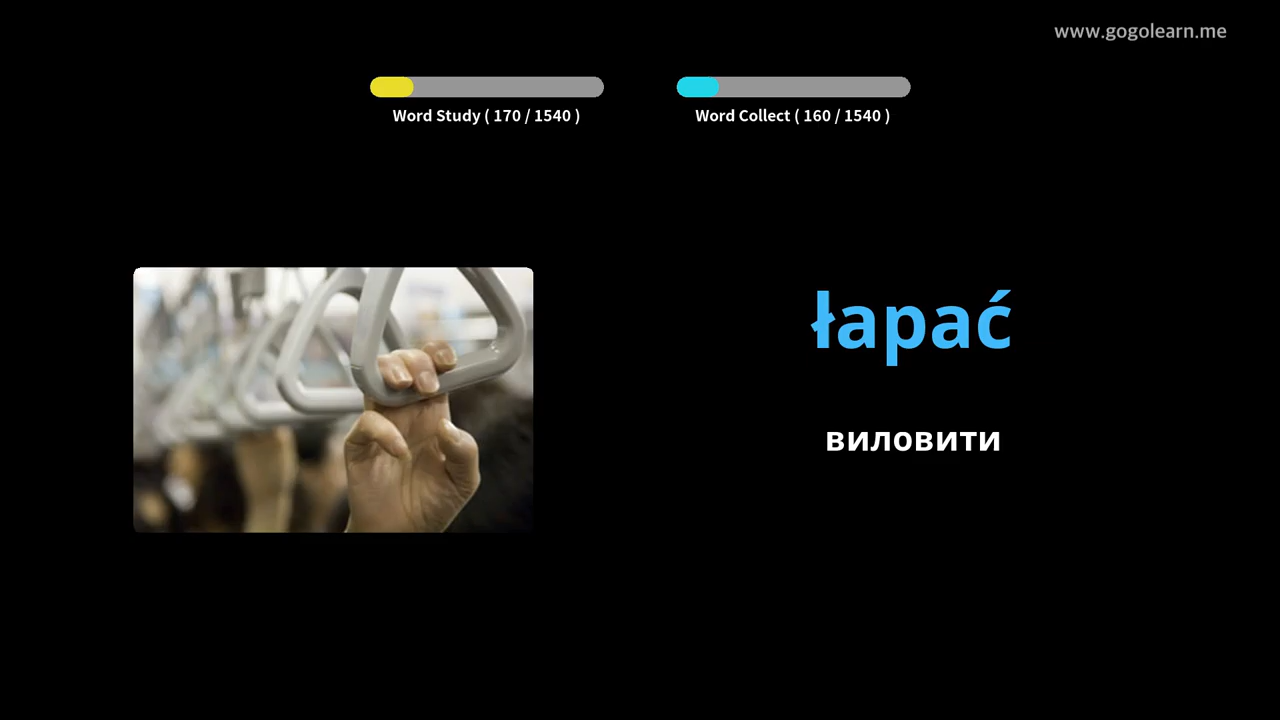 www.gogolearn.me
Word Study ( 170 / 1540 )
Word Collect ( 160 / 1540 )
łapać
виловити